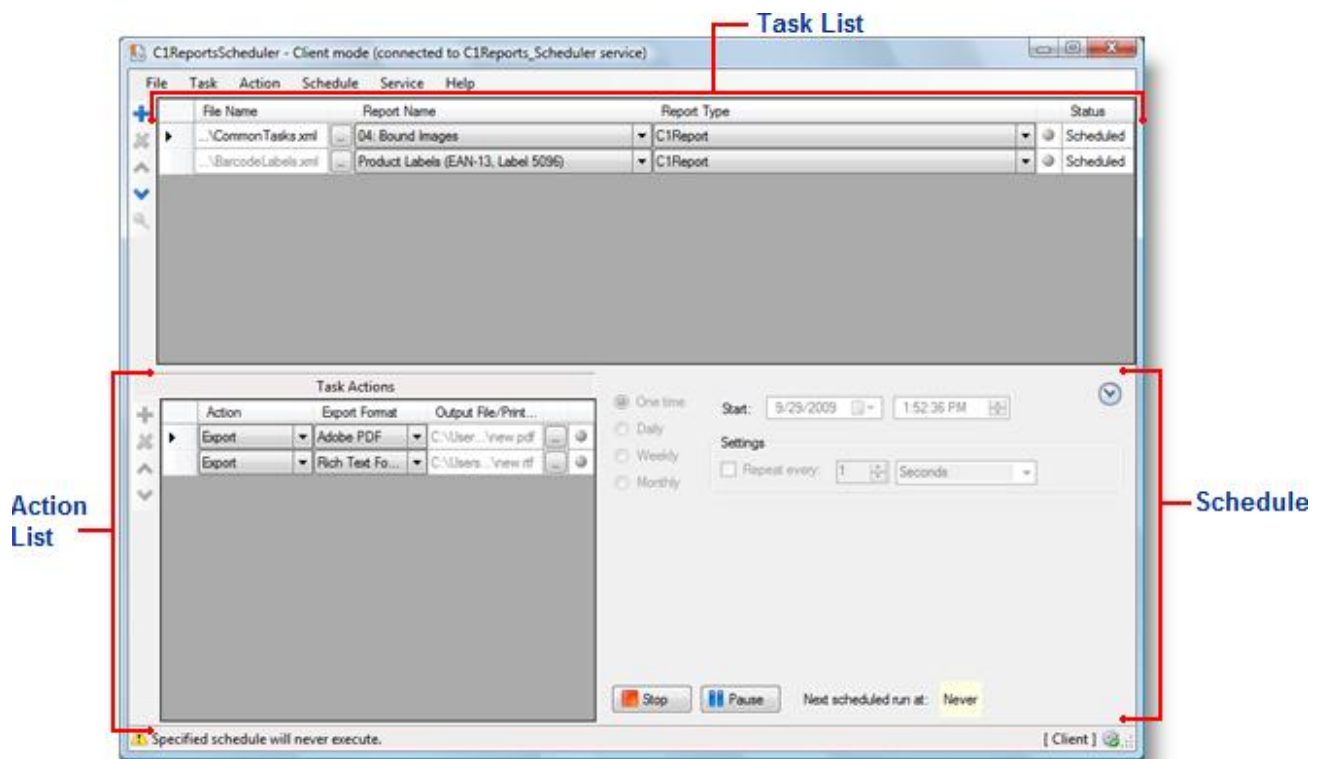 Task List
C1ReportsScheduler - Client mode (connected to C1Reports_Scheduler service)
File Task Action Schedule Service Help
File Name Report Name Report Type Status
...\CommonTasks.xml ... 04: Bound Images C1Report Scheduled
...\BarcodeLabels.xml ... Product Labels (EAN-13, Label 5096) C1Report Scheduled
Task Actions
Action Export Format Output File/Print...
Export Adobe PDF C:\User...\new.pdf ...
Export Rich Text Fo... C:\Users...\new.rtf ...
One time
Daily
Weekly
Monthly
Start: 9/29/2009 1:52:36 PM
Settings
Repeat every: 1 Seconds
Action
List
Schedule
Stop Pause Next scheduled run at: Never
Specified schedule will never execute. [ Client ]